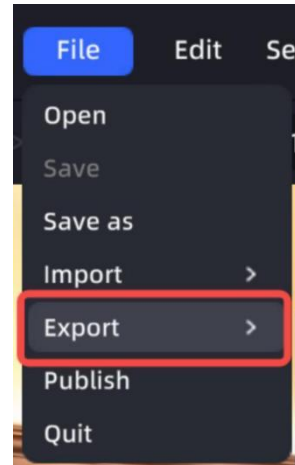 File Edit Se
Open
Save
Save as
Import >
Export >
Publish
Quit